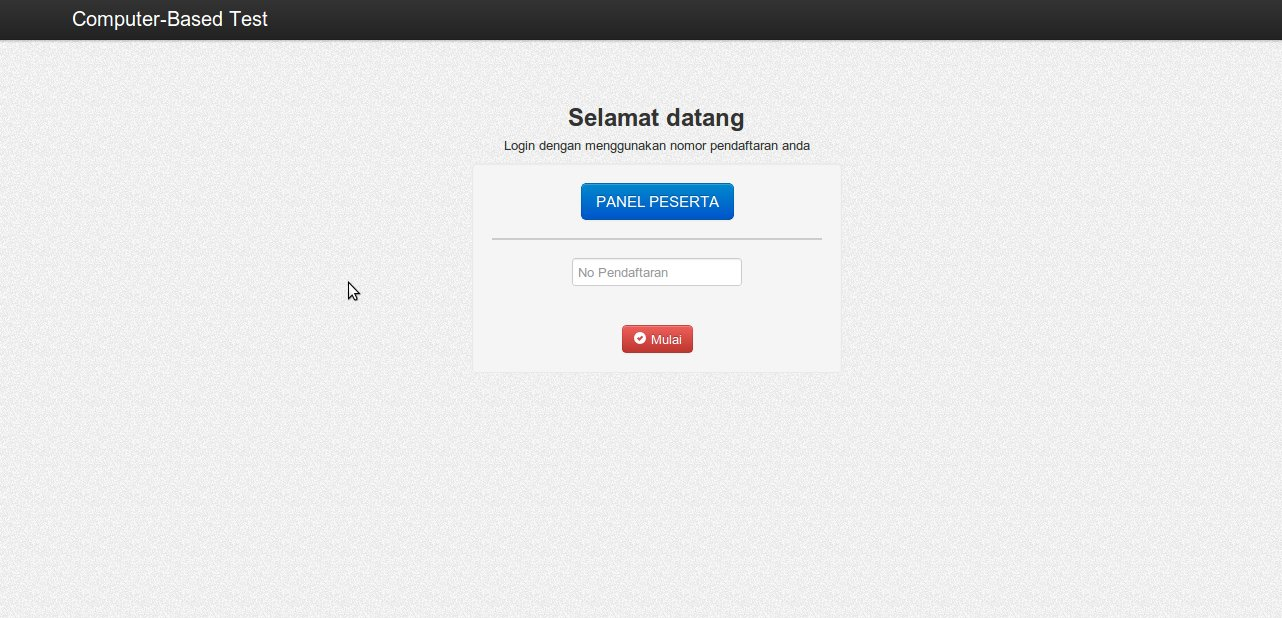 Computer-Based Test
Selamat datang
Login dengan menggunakan nomor pendaftaran anda
PANEL PESERTA
No Pendaftaran
Mulai